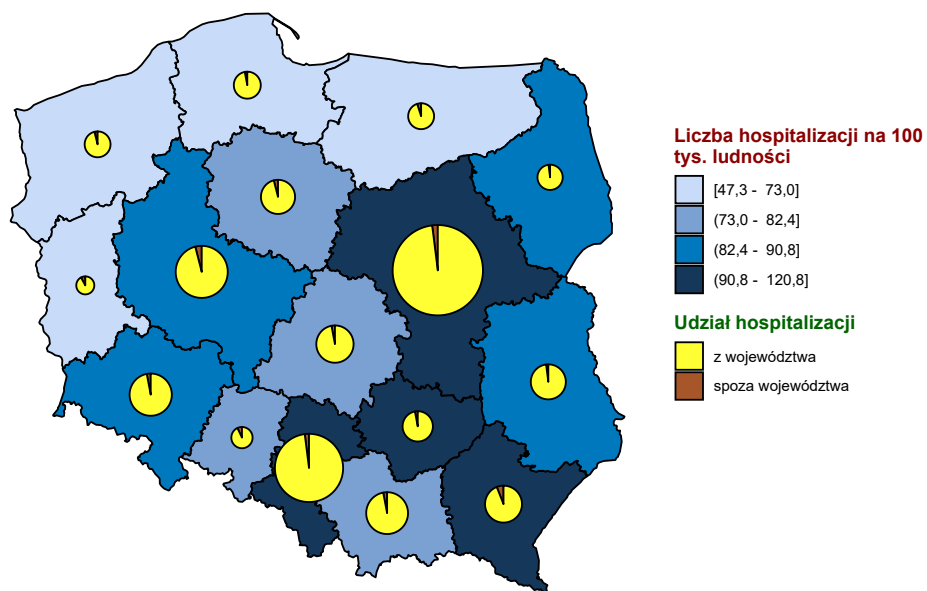 Liczba hospitalizacji na 100
tys. ludności
[47,3 - 73,0]
(73,0 - 82,4]
(82,4 - 90,8]
(90,8 - 120,8]
Udział hospitalizacji
z województwa
spoza województwa